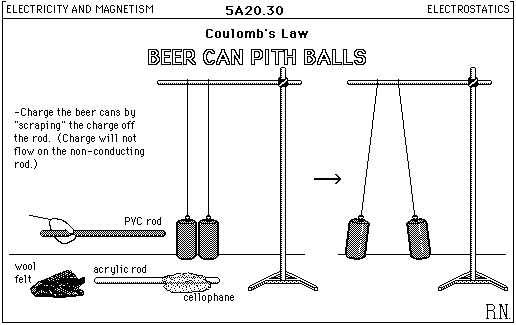 ELECTRICITY AND MAGNETISM 5A20.30 ELECTROSTATICS
Coulomb's Law
BEER CAN PITH BALLS
-Charge the beer cans by
"scraping" the charge off
the rod. (Charge will not
flow on the non-conducting
rod.)
PVC rod
wool
felt
acrylic rod
cellophane
R.N.